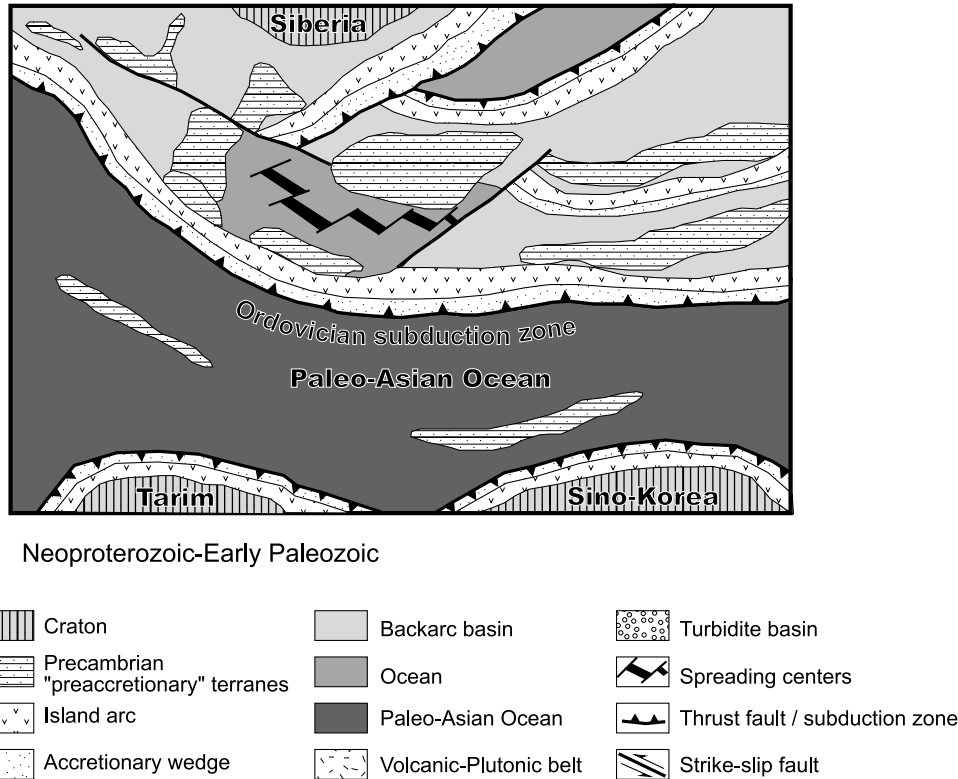 Siberia
Ordovician subduction zone
Paleo-Asian Ocean
Tarim
Sino-Korea
Neoproterozoic-Early Paleozoic
Craton
Backarc basin
Turbidite basin
Precambrian
"preaccretionary" terranes
Ocean
Spreading centers
Island arc
Paleo-Asian Ocean
Thrust fault / subduction zone
Accretionary wedge
Volcanic-Plutonic belt
Strike-slip fault